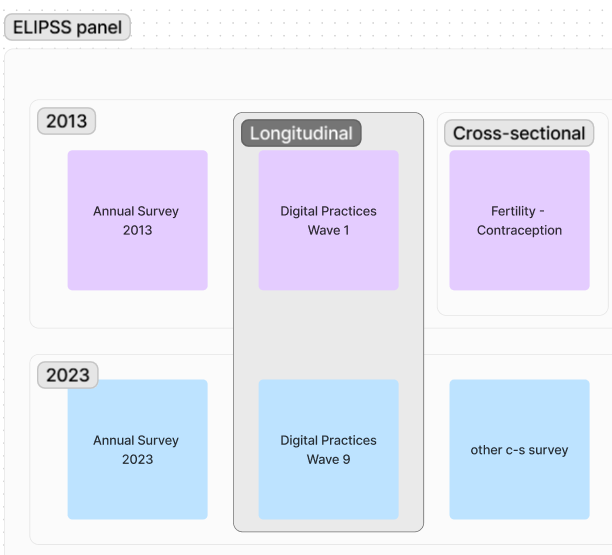 ELIPSS panel
2013
Longitudinal
Cross-sectional
Annual Survey
2013
Digital Practices
Wave 1
Fertility -
Contraception
2023
Annual Survey
2023
Digital Practices
Wave 9
other c-s survey